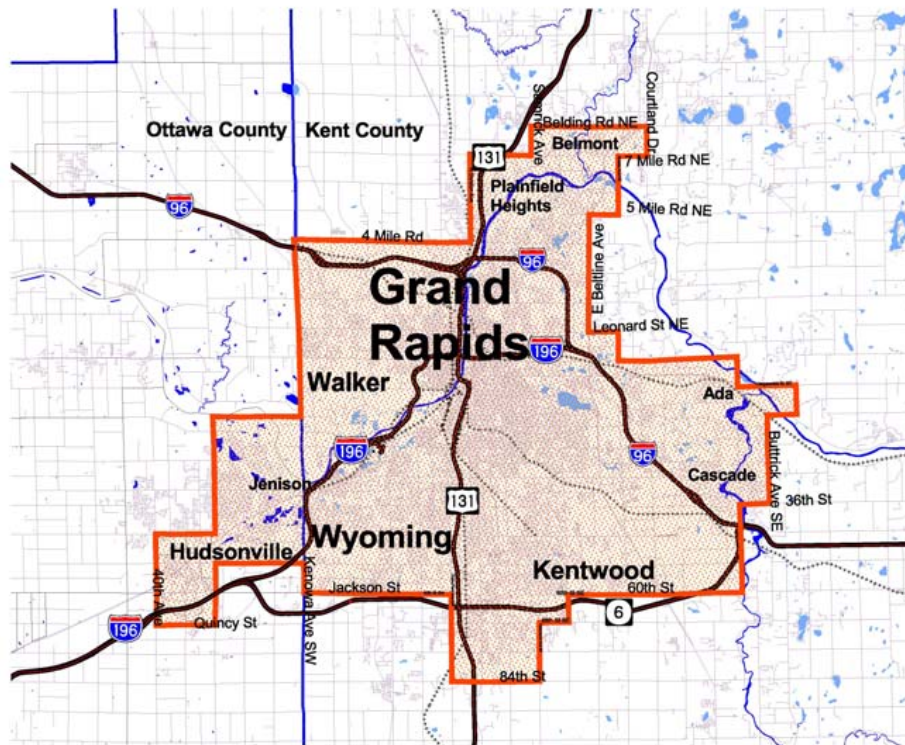 Ottawa County
Kent County
Samrick Ave
Belding Rd NE
Courtland Dr
Belmont
131
7 Mile Rd NE
Plainfield
Heights
96
5 Mile Rd NE
4 Mile Rd
96
E Beltline Ave
Grand
Rapids
Leonard St NE
196
Walker
Ada
196
96
Buttrick Ave SE
Jenison
Cascade
131
36th St
Wyoming
Hudsonville
Kentwood
40th Ave
Kenowa Ave SW
Jackson St
60th St
6
196
Quincy St
84th St